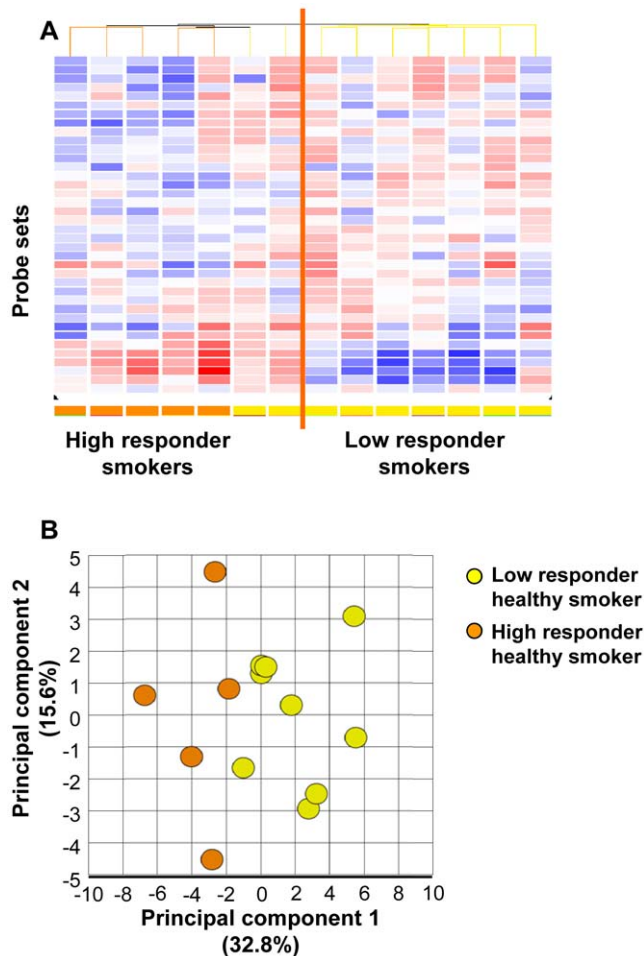 A
Probe sets
High responder
smokers
Low responder
smokers
B
5
4
3
2
1
0
-1
-2
-3
-4
-5
Principal component 2
(15.6%)
-10 -8 -6 -4 -2 0 2 4 6 8 10
Principal component 1
(32.8%)
Low responder
healthy smoker
High responder
healthy smoker